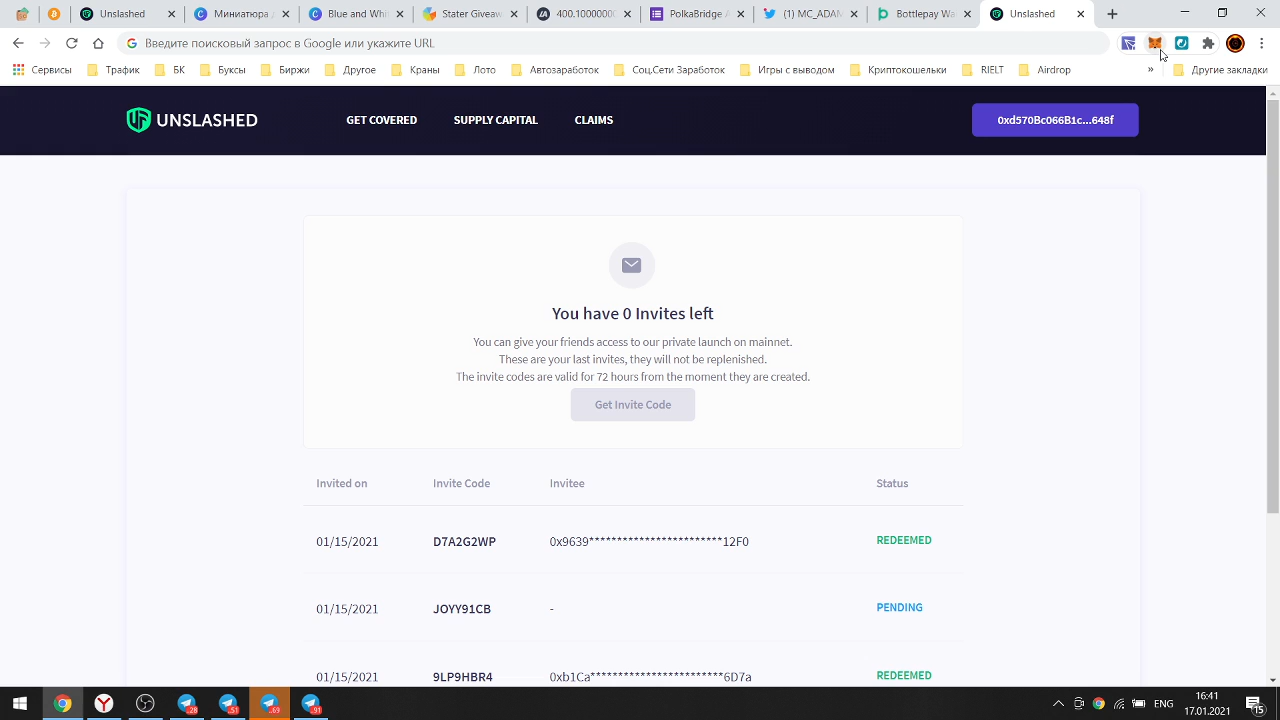 Unslashed
Миниатюра д
Blue and Whi
Stater Giveaw
400.10000000
PolkaBridge A
(1) MC_ADAM
Bottlepay Wa
Unslashed
Введите поисковый запрос в Google или укажите URL
Сервисы
Трафик
БК
Буксы
Биржи
Другое
Краны
Лото
Автозаработок
Соц.Сети Заработок
Игры с выводом
Криптокошельки
RIELT
Airdrop
»
Другие закладки
UNSLASHED
GET COVERED
SUPPLY CAPITAL
CLAIMS
0xd570Bc066B1c...648f
You have 0 Invites left
You can give your friends access to our private launch on mainnet.
These are your last invites, they will not be replenished.
The invite codes are valid for 72 hours from the moment they are created.
Get Invite Code
Invited on Invite Code Invitee Status
01/15/2021 D7A2G2WP 0x9639************************12F0 REDEEMED
01/15/2021 JOYY91CB - PENDING
01/15/2021 9LP9HBR4 0xb1Ca************************6D7a REDEEMED
28
51
69
91
ENG
16:41
17.01.2021
15